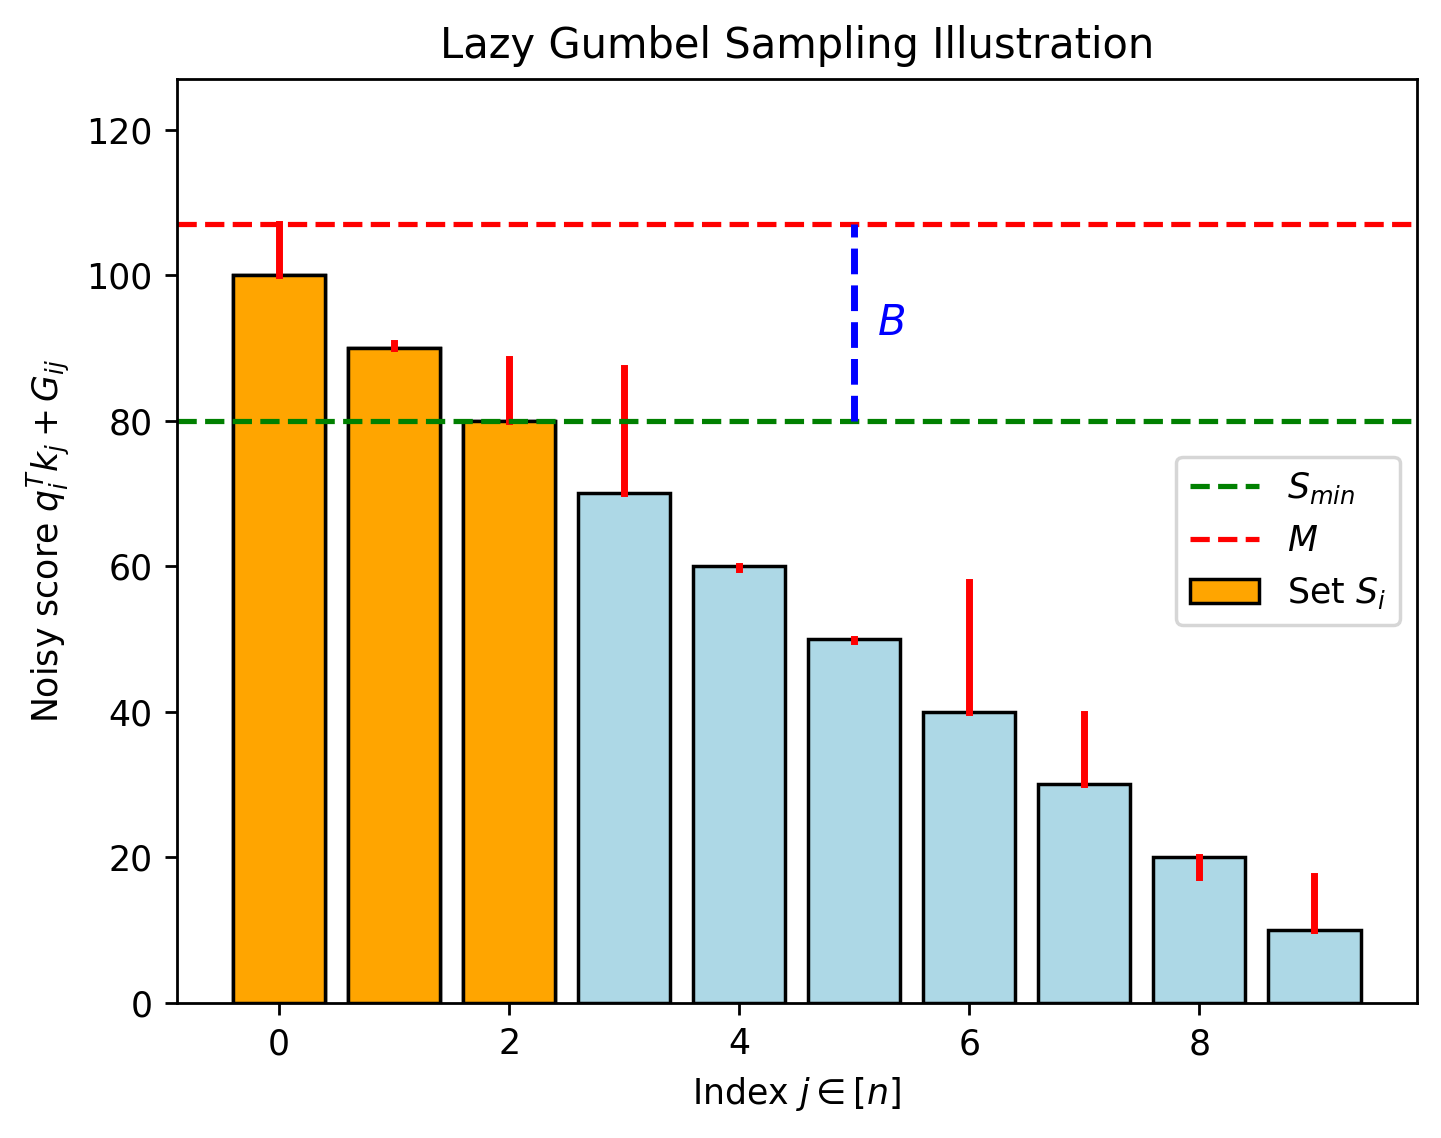 Lazy Gumbel Sampling Illustration
Noisy score $q_i^T k_j + G_{ij}$
120
100
80
60
40
20
0
B
$S_{min}$
M
Set $S_i$
0 2 4 6 8
Index $j \in [n]$